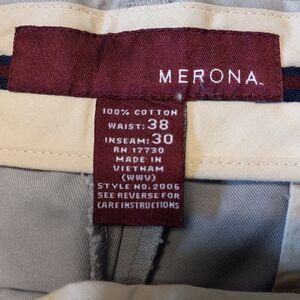 MERONA™
100% COTTON
WAIST: 38
INSEAM: 30
RN 17730
MADE IN
VIETNAM
(WWV)
STYLE NO. 2006
SEE REVERSE FOR
CARE INSTRUCTIONS